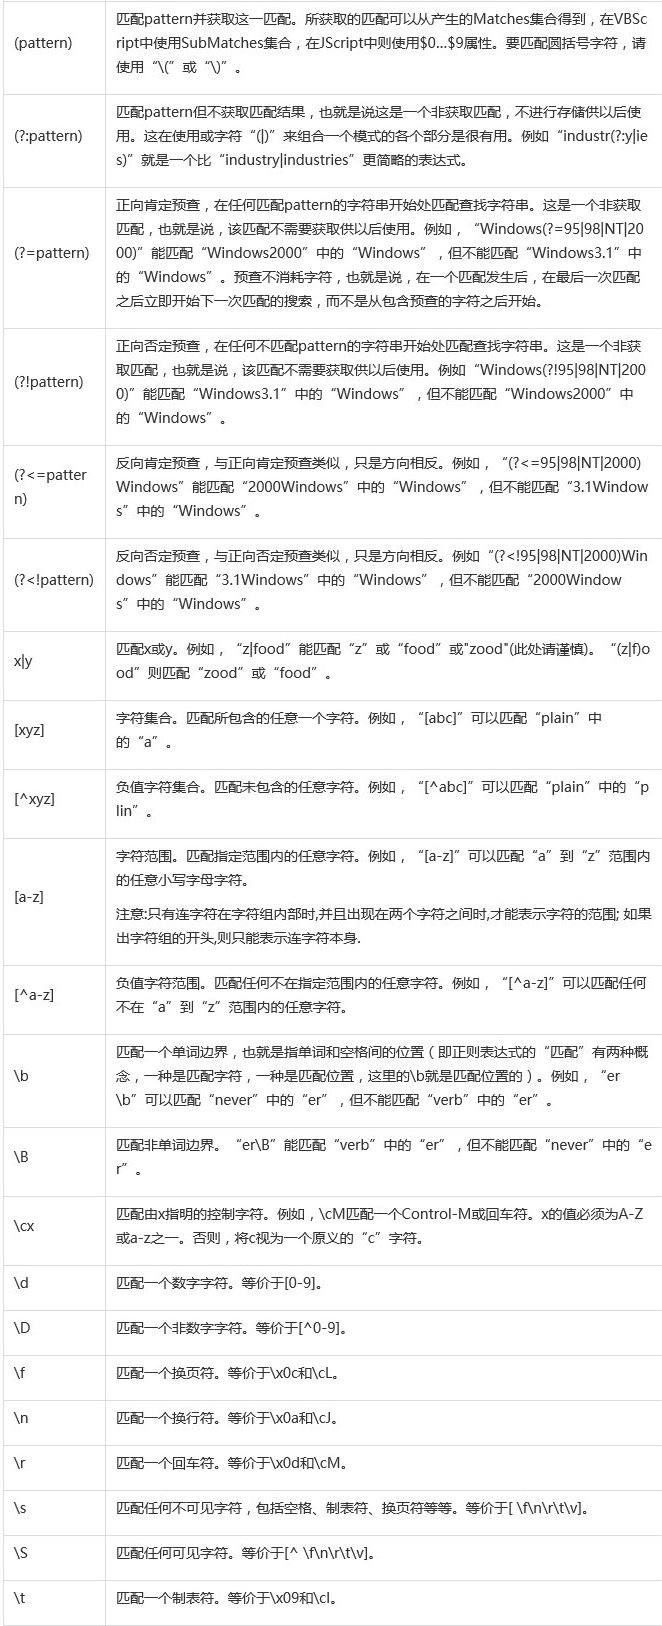 (pattern)
匹配pattern并获取这一匹配。所获取的匹配可以从产生的Matches集合得到，在VBSc
ript中使用SubMatches集合，在JScript中则使用$0…$9属性。要匹配圆括号字符，请
使用“\(”或“\)”。
(?:pattern)
匹配pattern但不获取匹配结果，也就是说这是一个非获取匹配，不进行存储供以后使
用。这在使用或字符“(|)”来组合一个模式的各个部分是很有用。例如“industr(?:y|ie
s)”就是一个比“industry|industries”更简略的表达式。
(?=pattern)
正向肯定预查，在任何匹配pattern的字符串开始处匹配查找字符串。这是一个非获取
匹配，也就是说，该匹配不需要获取供以后使用。例如，“Windows(?=95|98|NT|20
00)”能匹配“Windows2000”中的“Windows”，但不能匹配“Windows3.1”中
的“Windows”。预查不消耗字符，也就是说，在一个匹配发生后，在最后一次匹配
之后立即开始下一次匹配的搜索，而不是从包含预查的字符之后开始。
(?!pattern)
正向否定预查，在任何不匹配pattern的字符串开始处匹配查找字符串。这是一个非获
取匹配，也就是说，该匹配不需要获取供以后使用。例如“Windows(?!95|98|NT|200
0)”能匹配“Windows3.1”中的“Windows”，但不能匹配“Windows2000”中
的“Windows”。
(?<=patter
n)
反向肯定预查，与正向肯定预查类似，只是方向相反。例如，“(?<=95|98|NT|2000)
Windows”能匹配“2000Windows”中的“Windows”，但不能匹配“3.1Window
s”中的“Windows”。
(?<!pattern)
反向否定预查，与正向否定预查类似，只是方向相反。例如“(?<!95|98|NT|2000)Win
dows”能匹配“3.1Windows”中的“Windows”，但不能匹配“2000Window
s”中的“Windows”。
x|y
匹配x或y。例如，“z|food”能匹配“z”或“food”或"zood"(此处请谨慎)。“(z|f)o
od”则匹配“zood”或“food”。
[xyz]
字符集合。匹配所包含的任意一个字符。例如，“[abc]”可以匹配“plain”中
的“a”。
[^xyz]
负值字符集合。匹配未包含的任意字符。例如，“[^abc]”可以匹配“plain”中的“p
lin”。
[a-z]
字符范围。匹配指定范围内的任意字符。例如，“[a-z]”可以匹配“a”到“z”范围内
的任意小写字母字符。
注意:只有连字符在字符组内部时,并且出现在两个字符之间时,才能表示字符的范围; 如果
出字符组的开头,则只能表示连字符本身.
[^a-z]
负值字符范围。匹配任何不在指定范围内的任意字符。例如，“[^a-z]”可以匹配任何
不在“a”到“z”范围内的任意字符。
\b
匹配一个单词边界，也就是指单词和空格间的位置（即正则表达式的“匹配”有两种概
念，一种是匹配字符，一种是匹配位置，这里的\b就是匹配位置的）。例如，“er
\b”可以匹配“never”中的“er”，但不能匹配“verb”中的“er”。
\B
匹配非单词边界。“er\B”能匹配“verb”中的“er”，但不能匹配“never”中的“e
r”。
\cx
匹配由x指明的控制字符。例如，\cM匹配一个Control-M或回车符。x的值必须为A-Z
或a-z之一。否则，将c视为一个原义的“c”字符。
\d
匹配一个数字字符。等价于[0-9]。
\D
匹配一个非数字字符。等价于[^0-9]。
\f
匹配一个换页符。等价于\x0c和\cL。
\n
匹配一个换行符。等价于\x0a和\cJ。
\r
匹配一个回车符。等价于\x0d和\cM。
\s
匹配任何不可见字符，包括空格、制表符、换页符等等。等价于[ \f\n\r\t\v]。
\S
匹配任何可见字符。等价于[^ \f\n\r\t\v]。
\t
匹配一个制表符。等价于\x09和\cI。